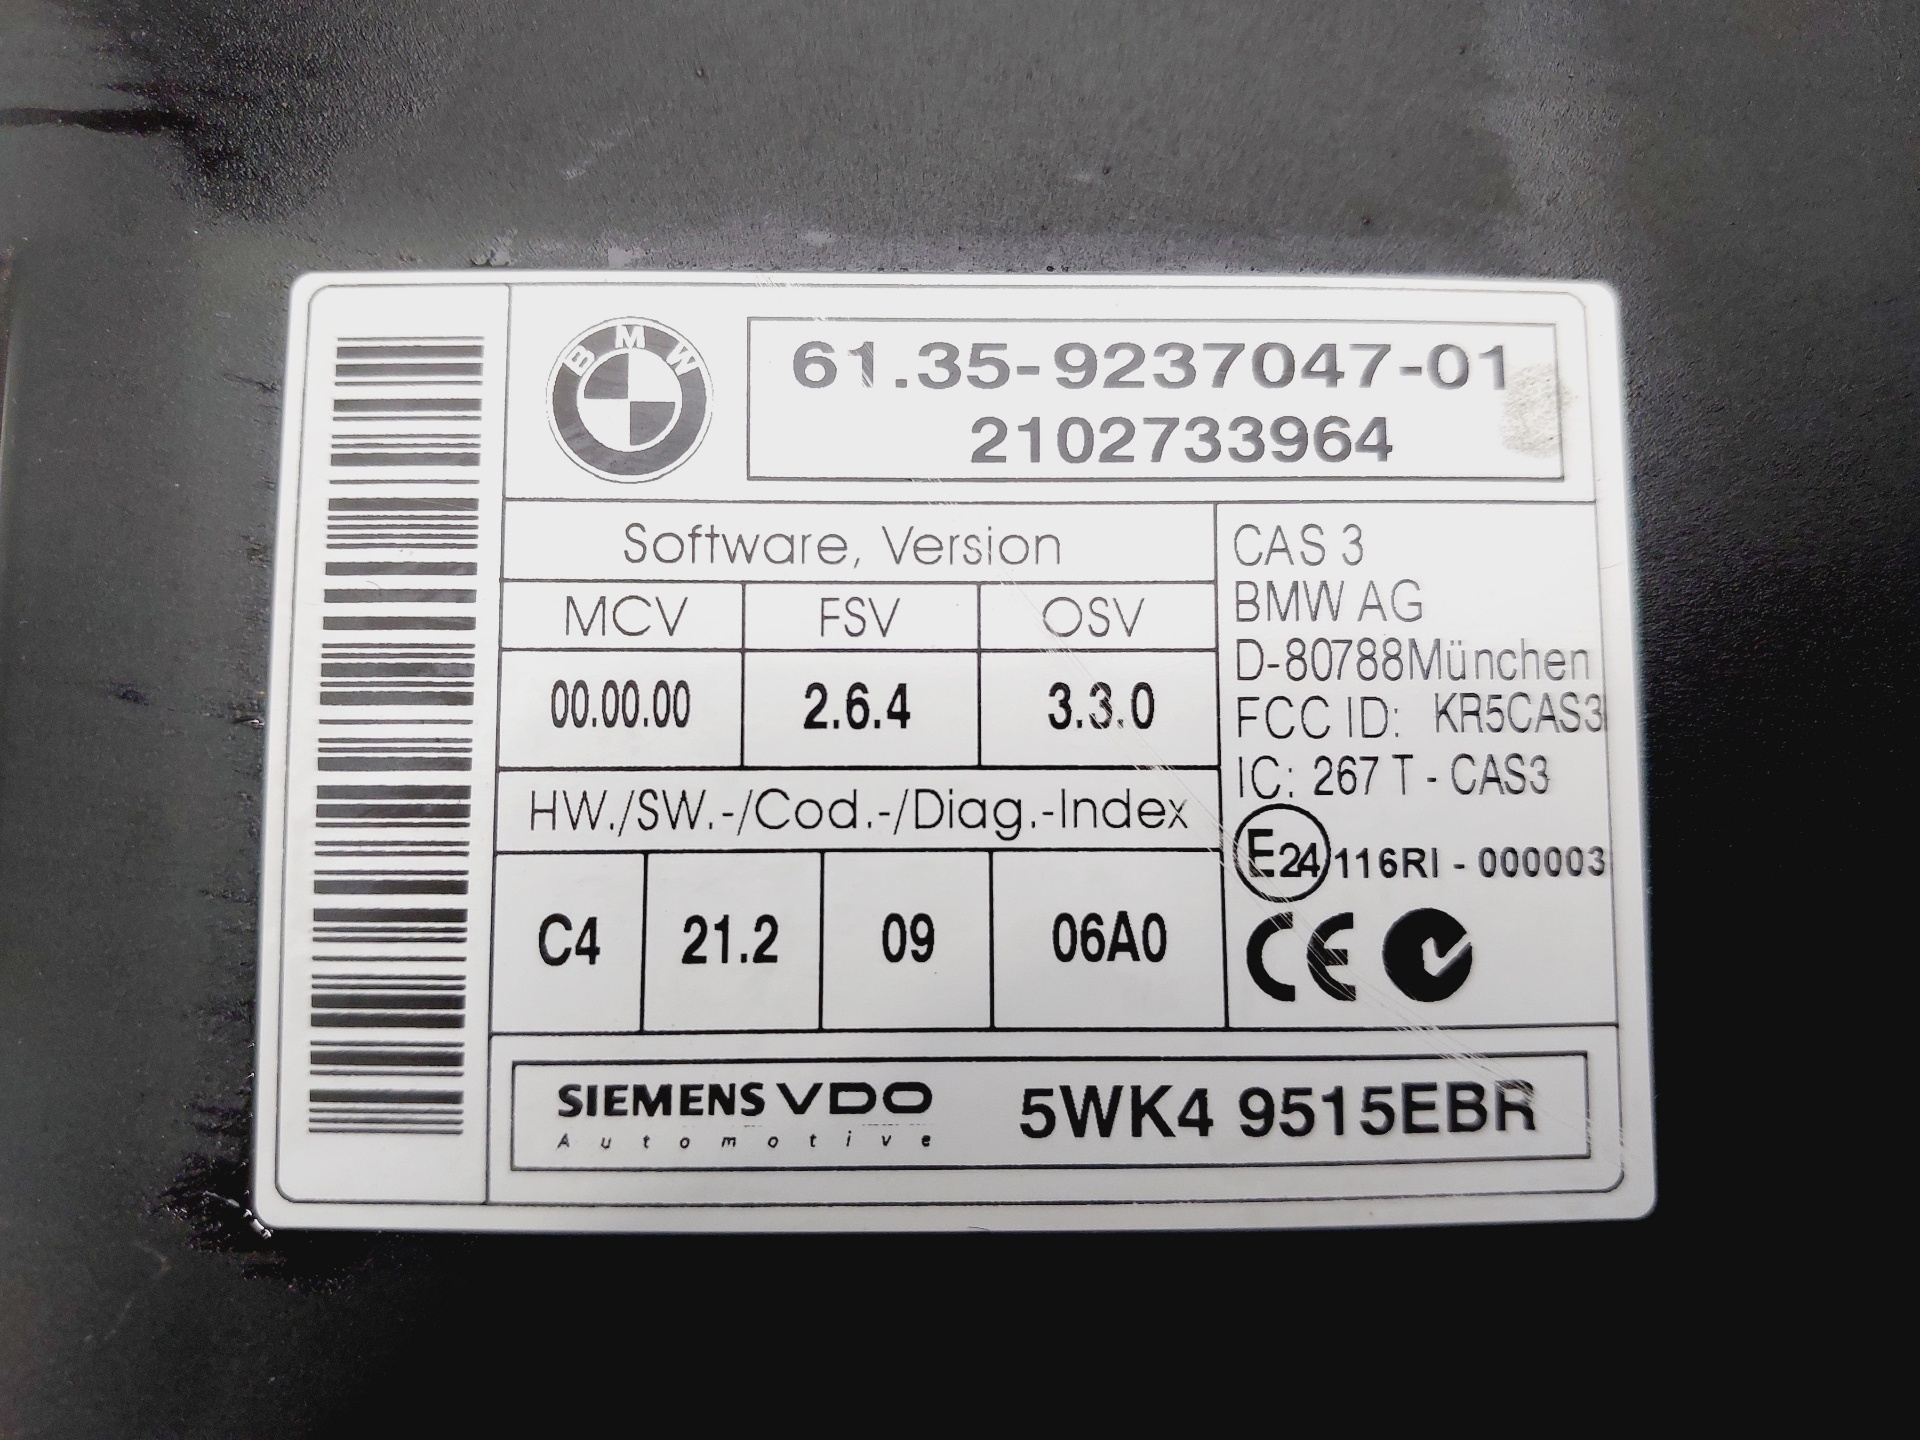 BMW
61.35-9237047-01
2102733964
Software, Version
MCV FSV OSV
00.00.00 2.6.4 3.3.0
HW./SW.-/Cod.-/Diag.-Index
C4 21.2 09 06A0
CAS 3
BMW AG
D-80788München
FCC ID: KR5CAS3
IC: 267 T - CAS3
E24 116RI - 000003
CE
SIEMENS VDO
Automotive
5WK4 9515EBR